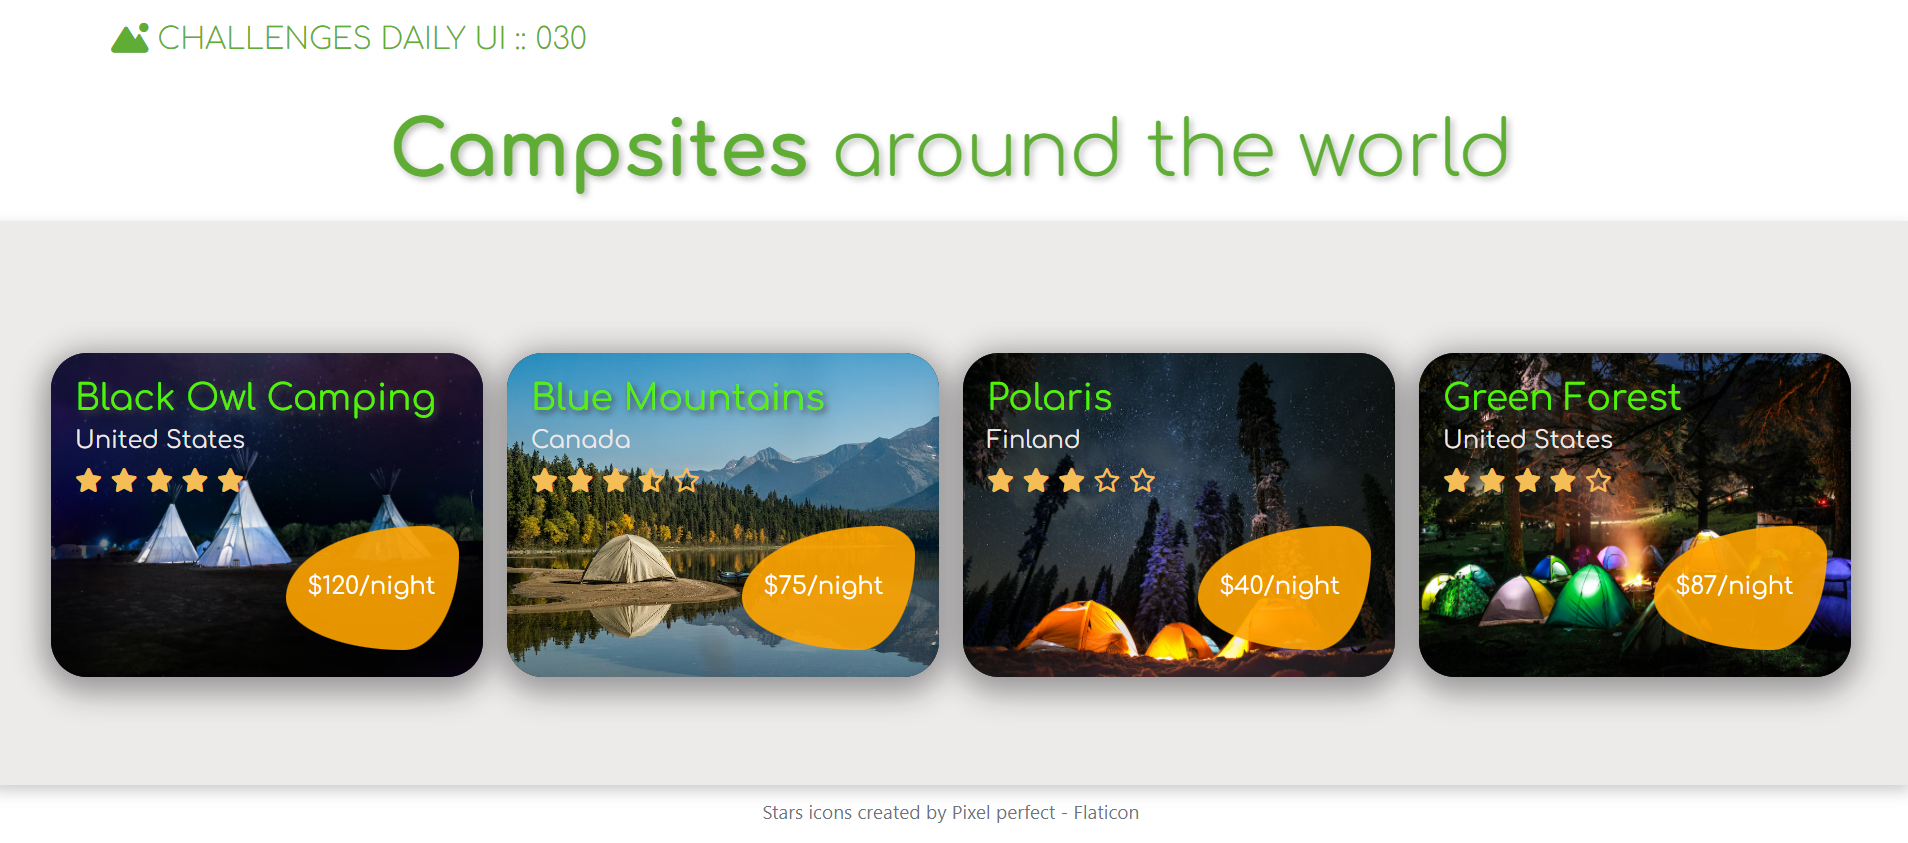 CHALLENGES DAILY UI :: 030
Campsites around the world
Black Owl Camping
United States
$120/night
Blue Mountains
Canada
$75/night
Polaris
Finland
$40/night
Green Forest
United States
$87/night
Stars icons created by Pixel perfect - Flaticon